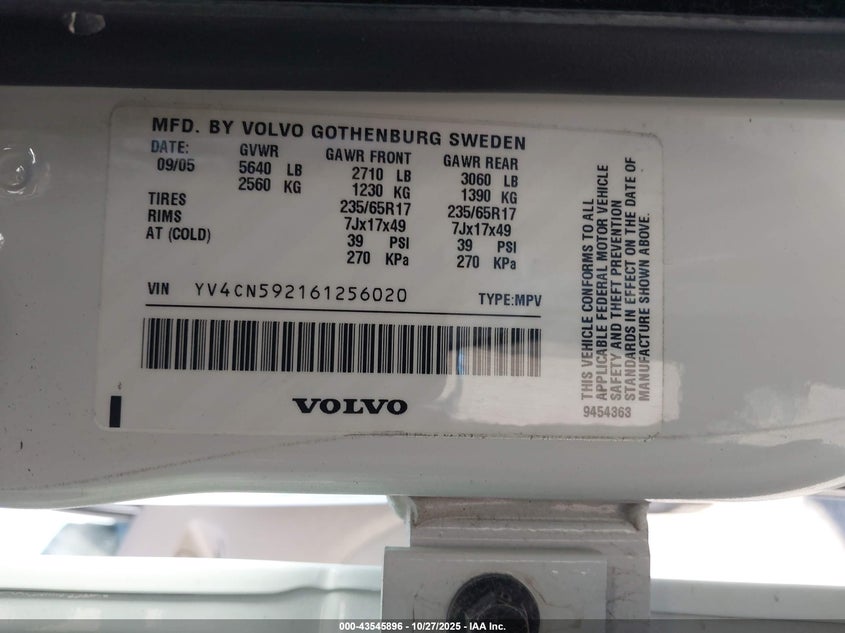 MFD. BY VOLVO GOTHENBURG SWEDEN
DATE: GVWR GAWR FRONT GAWR REAR
09/05 5640 LB 2710 LB 3060 LB
2560 KG 1230 KG 1390 KG
TIRES 235/65R17 235/65R17
RIMS 7Jx17x49 7Jx17x49
AT (COLD) 39 PSI 39 PSI
270 KPa 270 KPa
VIN YV4CN592161256020 TYPE:MPV
VOLVO
THIS VEHICLE CONFORMS TO ALL
APPLICABLE FEDERAL MOTOR VEHICLE
SAFETY AND THEFT PREVENTION
STANDARDS IN EFFECT ON THE DATE OF
MANUFACTURE SHOWN ABOVE.
9454363
000-43545896 - 10/27/2025 - IAA Inc.